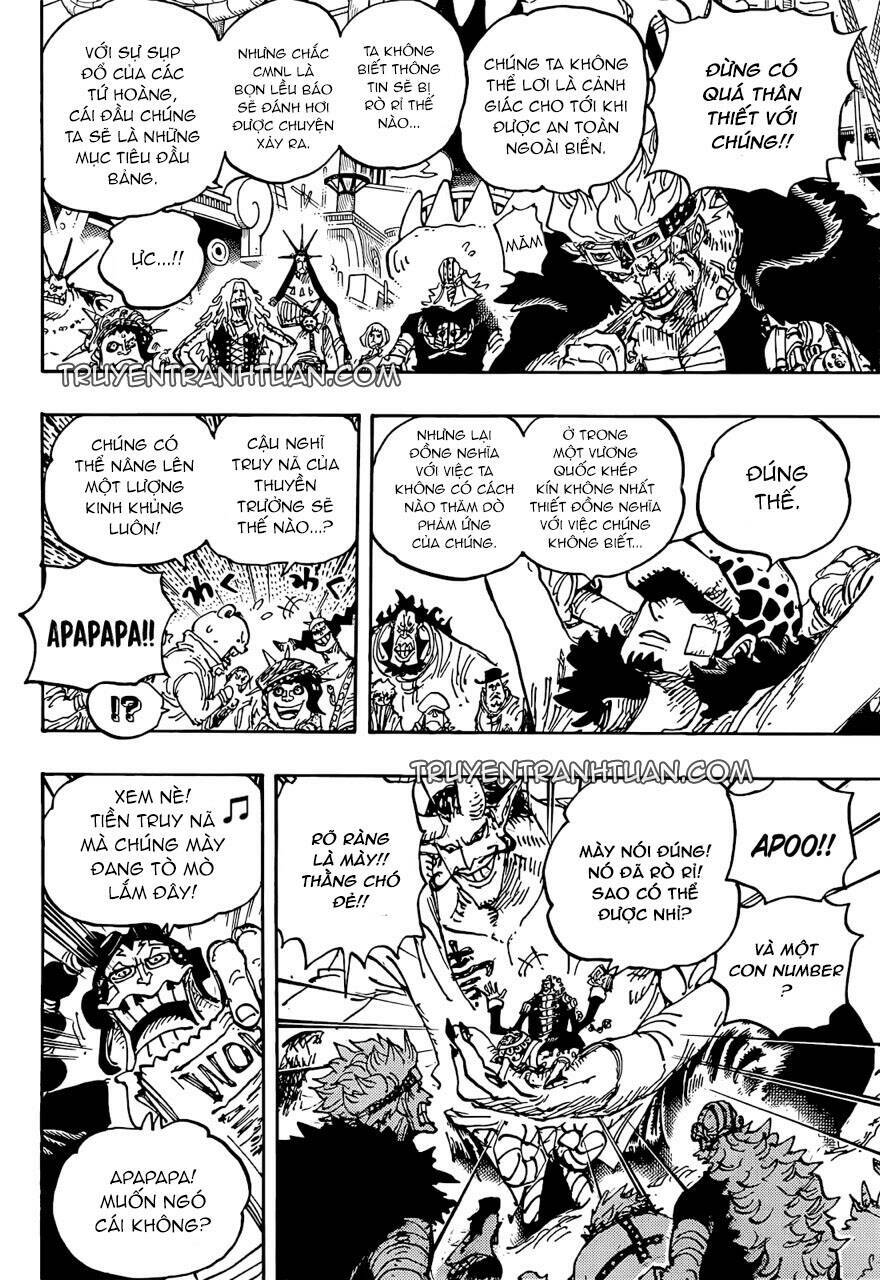 ĐỪNG CÓ
QUÁ THÂN
THIẾT VỚI
CHÚNG!!
CHÚNG TA KHÔNG
THỂ LƠI LÀ CẢNH
GIÁC CHO TỚI KHI
ĐƯỢC AN TOÀN
NGOÀI BIỂN.
TA KHÔNG
BIẾT THÔNG
TIN SẼ BỊ
RÒ RỈ THẾ
NÀO...
NHƯNG CHẮC
CMNL LÀ
BỌN LỀU BÁO
SẼ ĐÁNH HƠI
ĐƯỢC CHUYỆN
XẢY RA.
VỚI SỰ SỤP
ĐỔ CỦA CÁC
TỨ HOÀNG,
CÁI ĐẦU CHÚNG
TA SẼ LÀ NHỮNG
MỤC TIÊU ĐẦU
BẢNG.
MĂM
ỰC...!!
TRUYENTRANHTUAN.COM
ĐÚNG
THẾ.
Ở TRONG
MỘT VƯƠNG
QUỐC KHÉP
KÍN KHÔNG NHẤT
THIẾT ĐỒNG NGHĨA
VỚI VIỆC CHÚNG
KHÔNG BIẾT...
NHƯNG LẠI
ĐỒNG NGHĨA
VỚI VIỆC TA
KHÔNG CÓ CÁCH
NÀO THĂM DÒ
PHẢN ỨNG
CỦA CHÚNG.
CẬU NGHĨ
TRUY NÃ CỦA
THUYỀN
TRƯỞNG SẼ
THẾ NÀO...?
CHÚNG CÓ
THỂ NÂNG LÊN
MỘT LƯỢNG
KINH KHỦNG
LUÔN!
わく
わく
APAPAPA!!
!?
TRUYENTRANHTUAN.COM
APOO!!
VÀ MỘT
CON NUMBER?
MÀY NÓI ĐÚNG!
NÓ ĐÃ RÒ RỈ!
SAO CÓ THỂ
ĐƯỢC NHỈ?
RÕ RÀNG
LÀ MÀY!!
THẰNG CHÓ
ĐẺ!!
XEM NÈ!
TIỀN TRUY NÃ
MÀ CHÚNG MÀY
ĐANG TÒ MÒ
LẮM ĐÂY!
APAPAPA!
MUỐN NGÓ
CÁI KHÔNG?